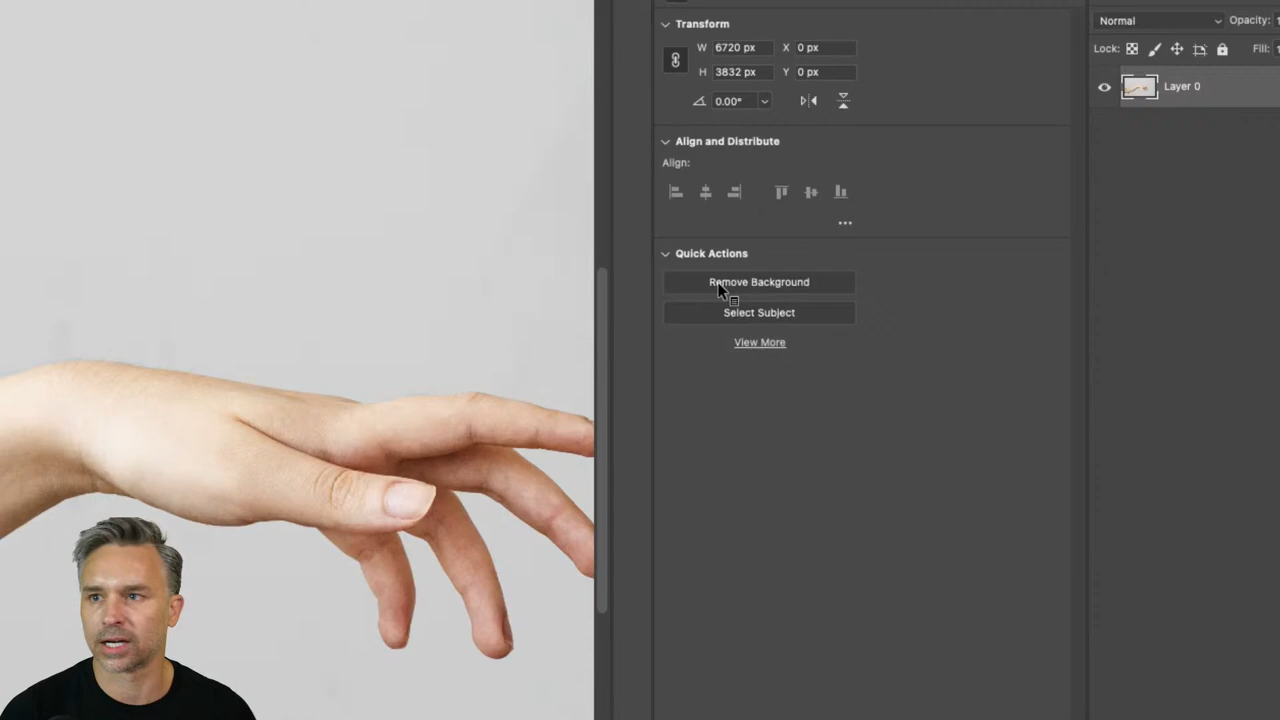 Transform
W 6720 px X 0 px
H 3832 px Y 0 px
0.00°
Align and Distribute
Align:
Quick Actions
Remove Background
Select Subject
View More
Normal Opacity:
Lock: Fill:
Layer 0